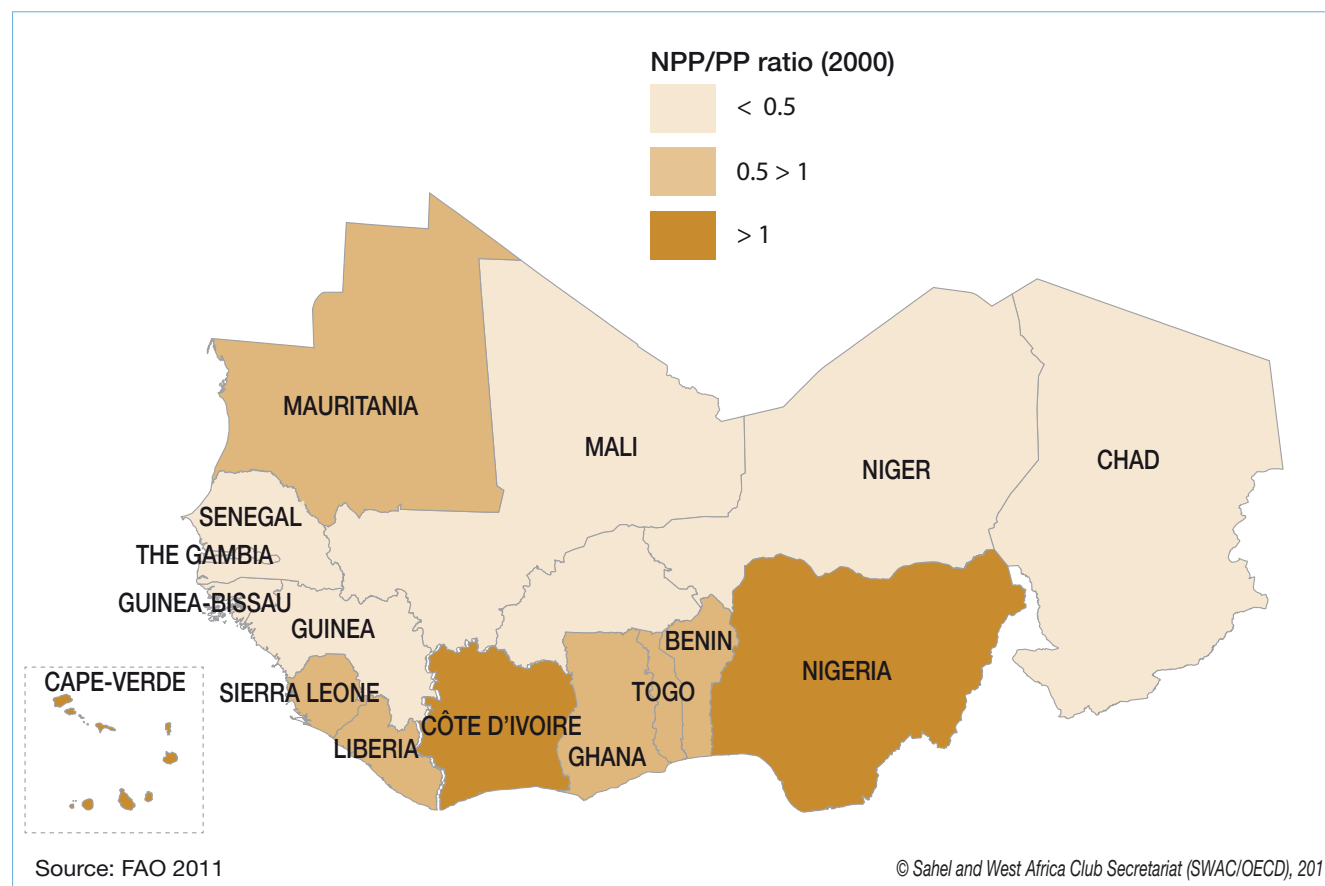 NPP/PP ratio (2000)
< 0.5
0.5 > 1
> 1
MAURITANIA
MALI
NIGER
CHAD
SENEGAL
THE GAMBIA
GUINEA-BISSAU
GUINEA
BENIN
NIGERIA
CAPE-VERDE
SIERRA LEONE
TOGO
CÔTE D'IVOIRE
LIBERIA
GHANA
Source: FAO 2011
© Sahel and West Africa Club Secretariat (SWAC/OECD), 201